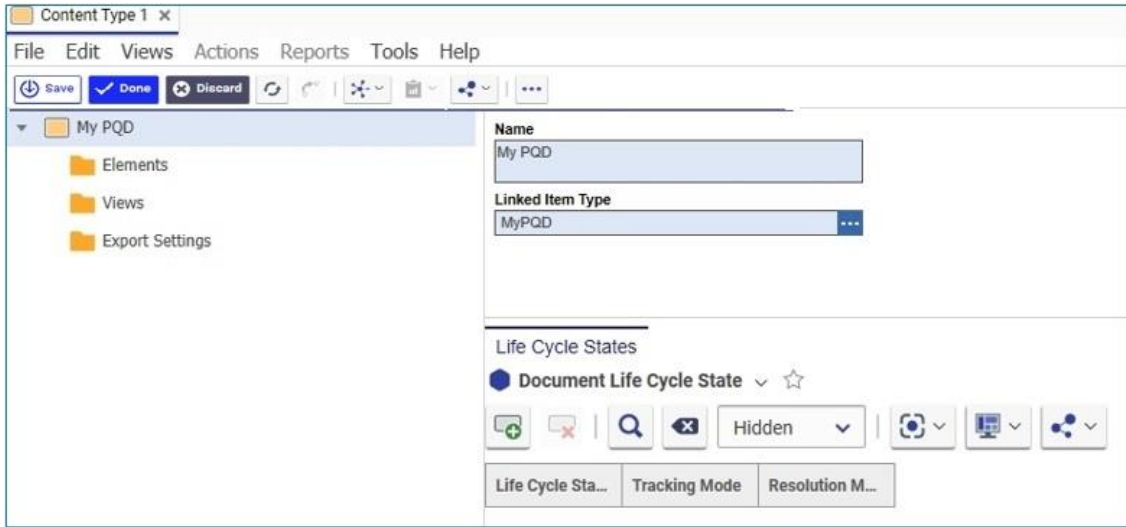 Content Type 1 ×
File Edit Views Actions Reports Tools Help
Save Done Discard
My PQD
Elements
Views
Export Settings
Name
My PQD
Linked Item Type
MyPQD
Life Cycle States
Document Life Cycle State
Hidden
Life Cycle Sta... Tracking Mode Resolution M...